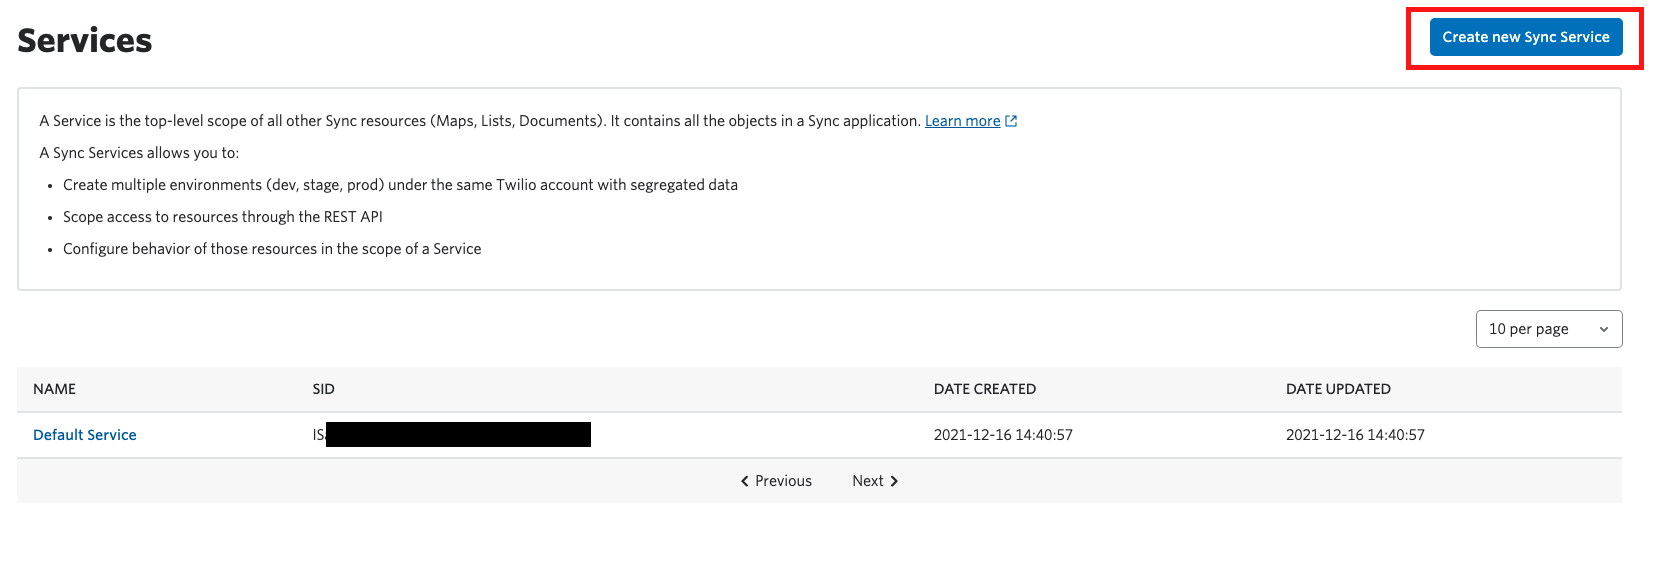 Services
Create new Sync Service
A Service is the top-level scope of all other Sync resources (Maps, Lists, Documents). It contains all the objects in a Sync application. Learn more
A Sync Services allows you to:
• Create multiple environments (dev, stage, prod) under the same Twilio account with segregated data
• Scope access to resources through the REST API
• Configure behavior of those resources in the scope of a Service
10 per page
NAME SID DATE CREATED DATE UPDATED
Default Service IS 2021-12-16 14:40:57 2021-12-16 14:40:57
Previous Next